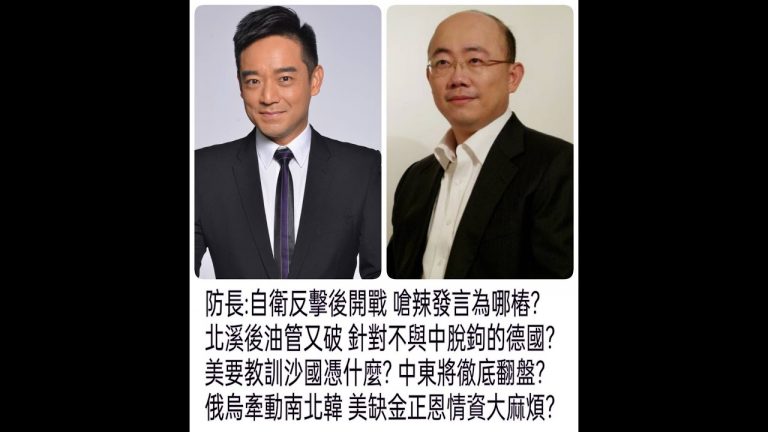 防長:自衛反擊後開戰 嗆辣發言為哪樁?
北溪後油管又破 針對不與中脫鉤的德國?
美要教訓沙國憑什麼? 中東將徹底翻盤?
俄烏牽動南北韓 美缺金正恩情資大麻煩?